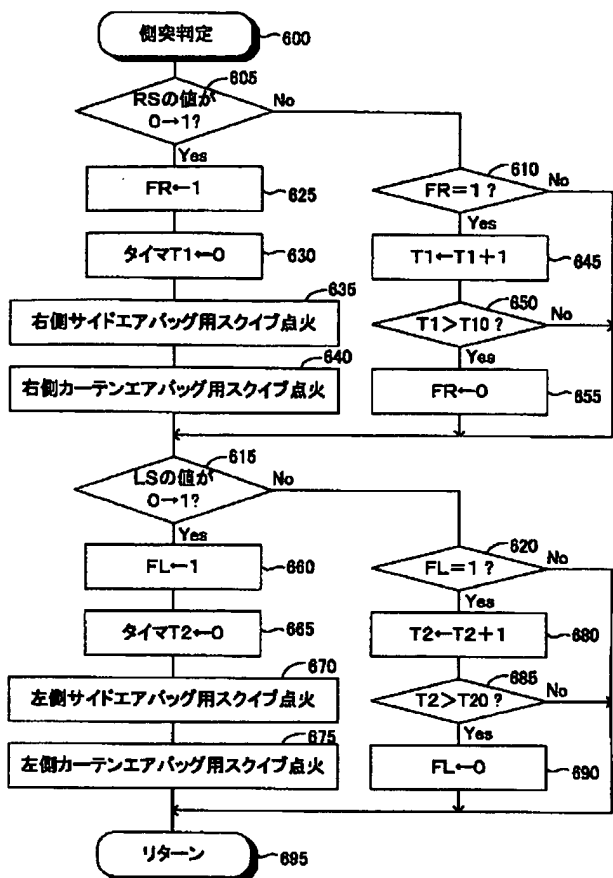 側突判定
600
605
RSの値が
0→1?
No
Yes
610
FR=1?
No
Yes
FR←1
625
タイマT1←0
630
T1←T1+1
645
635
右側サイドエアバッグ用スクイブ点火
650
T1>T10?
No
Yes
640
右側カーテンエアバッグ用スクイブ点火
FR←0
655
615
LSの値が
0→1?
No
Yes
620
FL=1?
No
Yes
FL←1
660
タイマT2←0
665
T2←T2+1
680
670
左側サイドエアバッグ用スクイブ点火
685
T2>T20?
No
Yes
675
左側カーテンエアバッグ用スクイブ点火
FL←0
690
リターン
695